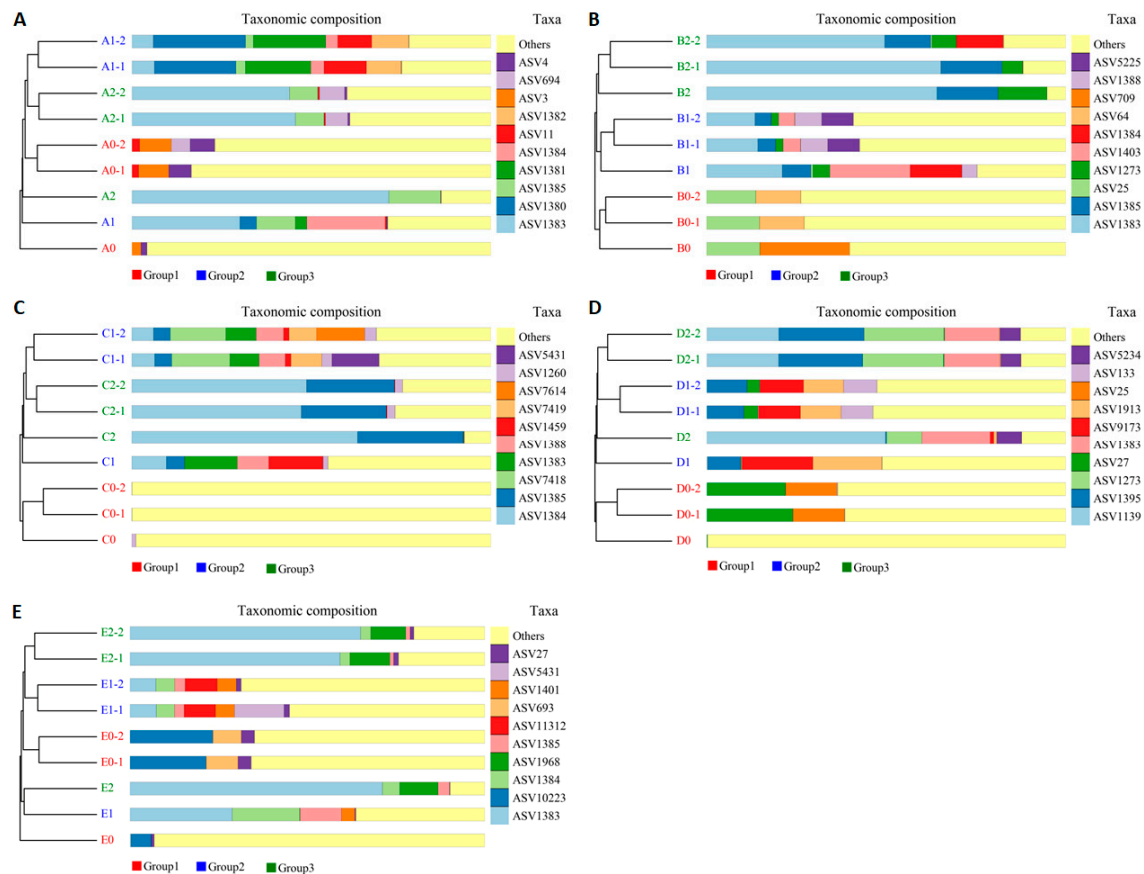 A
Taxonomic composition
Taxa
A1-2
A1-1
A2-2
A2-1
A0-2
A0-1
A2
A1
A0
Others
ASV4
ASV694
ASV3
ASV1382
ASV11
ASV1384
ASV1381
ASV1385
ASV1380
ASV1383
Group1 Group2 Group3
B
Taxonomic composition
Taxa
B2-2
B2-1
B2
B1-2
B1-1
B1
B0-2
B0-1
B0
Others
ASV5225
ASV1388
ASV709
ASV64
ASV1384
ASV1403
ASV1273
ASV25
ASV1385
ASV1383
Group1 Group2 Group3
C
Taxonomic composition
Taxa
C1-2
C1-1
C2-2
C2-1
C2
C1
C0-2
C0-1
C0
Others
ASV5431
ASV1260
ASV7614
ASV7419
ASV1459
ASV1388
ASV1383
ASV7418
ASV1385
ASV1384
Group1 Group2 Group3
D
Taxonomic composition
Taxa
D2-2
D2-1
D1-2
D1-1
D2
D1
D0-2
D0-1
D0
Others
ASV5234
ASV133
ASV25
ASV1913
ASV9173
ASV1383
ASV27
ASV1273
ASV1395
ASV1139
Group1 Group2 Group3
E
Taxonomic composition
Taxa
E2-2
E2-1
E1-2
E1-1
E0-2
E0-1
E2
E1
E0
Others
ASV27
ASV5431
ASV1401
ASV693
ASV11312
ASV1385
ASV1968
ASV1384
ASV10223
ASV1383
Group1 Group2 Group3